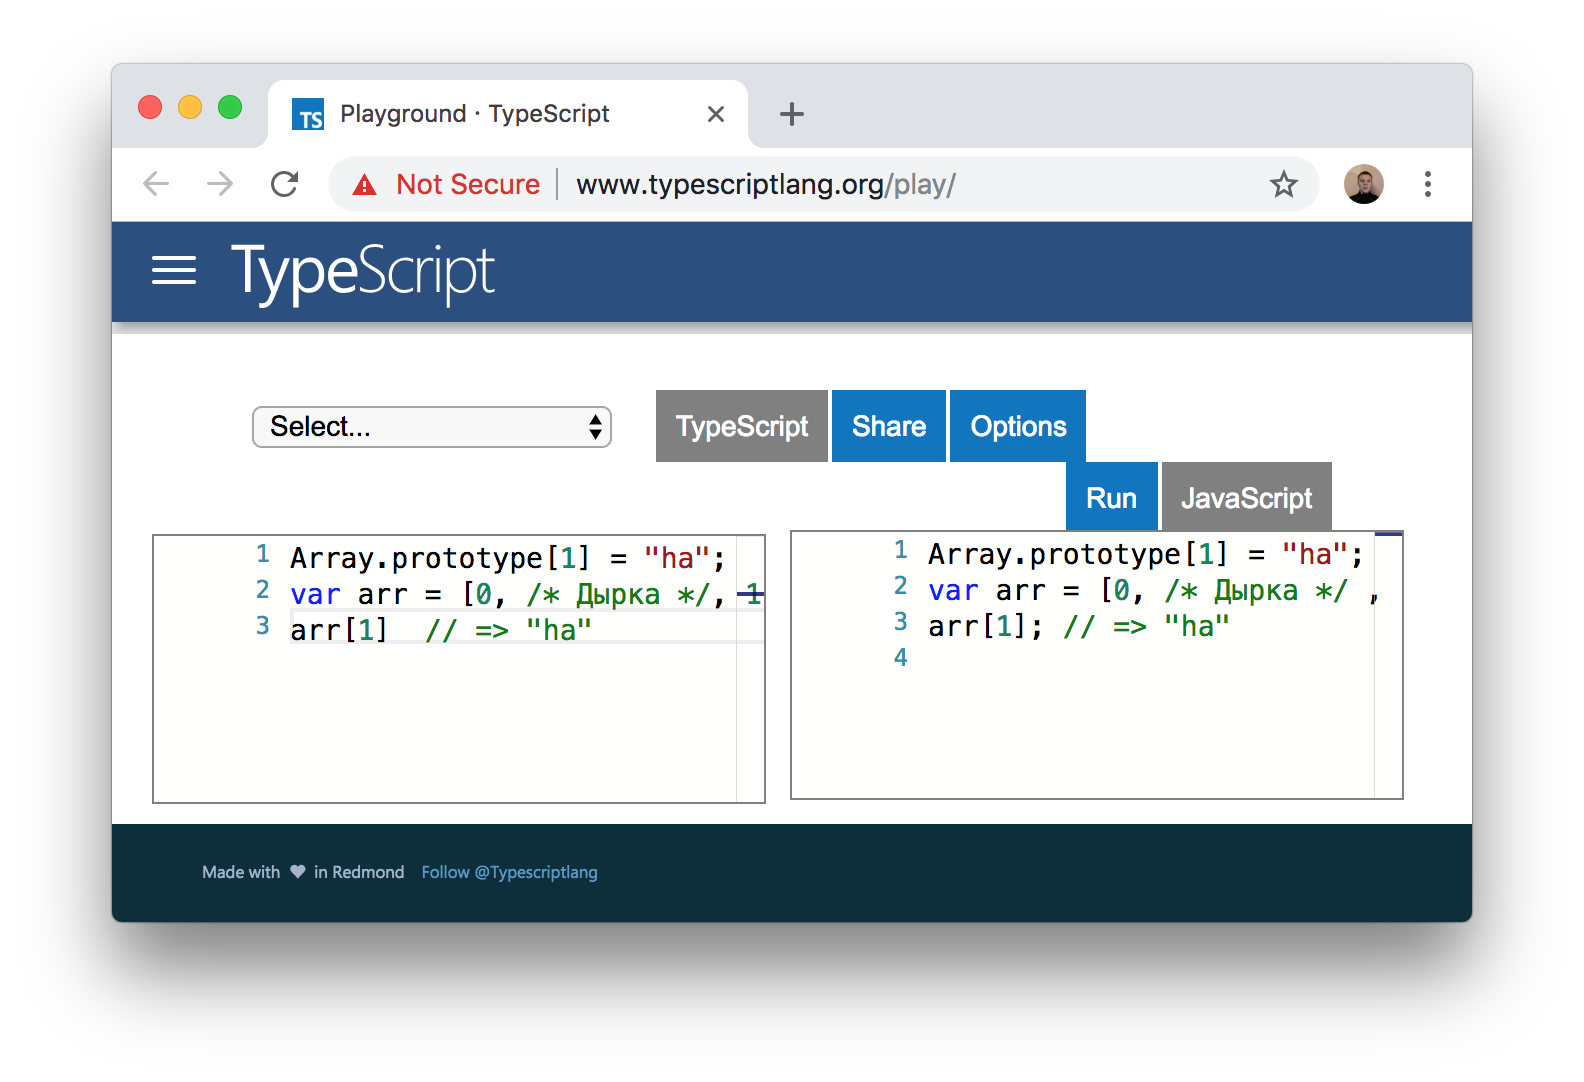 TS Playground · TypeScript
Not Secure www.typescriptlang.org/play/
TypeScript
Select... TypeScript Share Options
Run JavaScript
1 Array.prototype[1] = "ha";
2 var arr = [0, /* Дырка */, 1
3 arr[1] // => "ha"
1 Array.prototype[1] = "ha";
2 var arr = [0, /* Дырка */ ,
3 arr[1]; // => "ha"
4
Made with ♥ in Redmond Follow @Typescriptlang